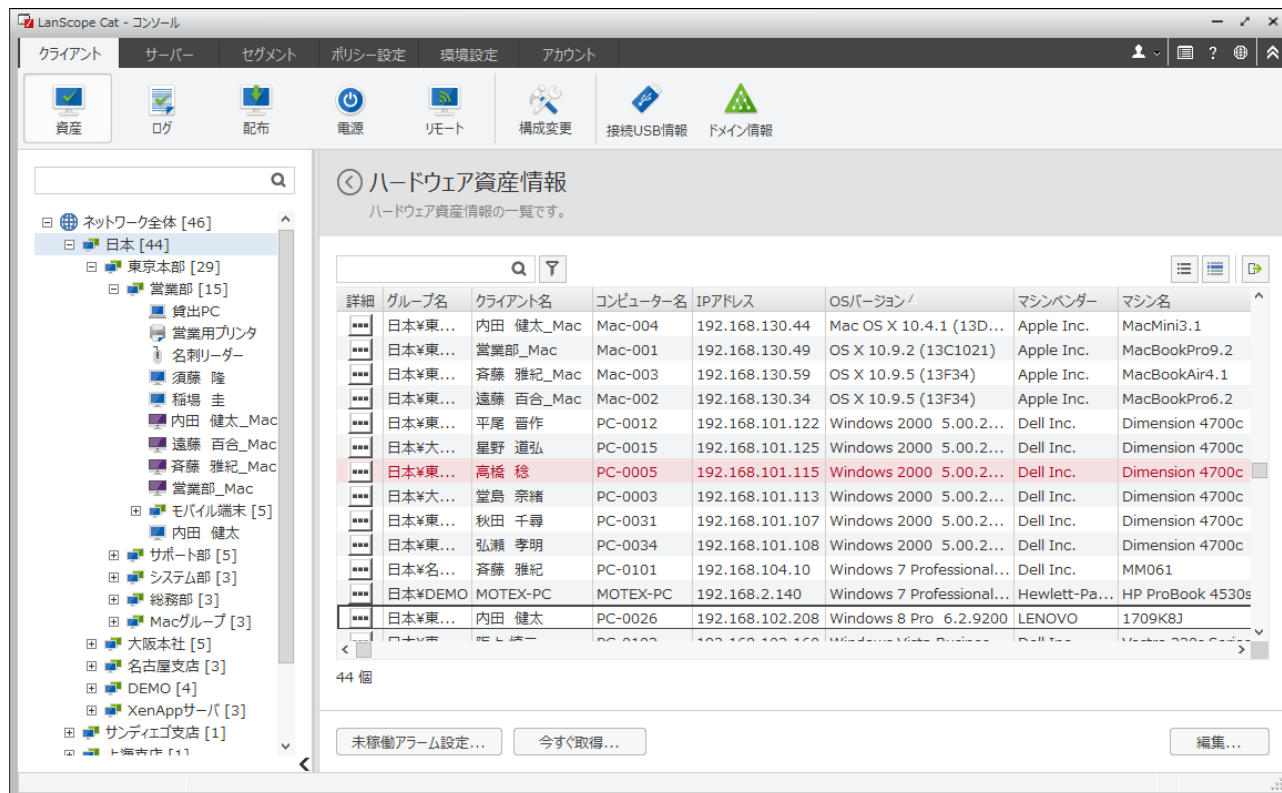 LanScope Cat - コンソール
クライアント サーバー セグメント ポリシー設定 環境設定 アカウント
資産 ログ 配布 電源 リモート 構成変更 接続USB情報 ドメイン情報
ハードウェア資産情報
ハードウェア資産情報の一覧です。
ネットワーク全体 [46]
日本 [44]
東京本部 [29]
営業部 [15]
貸出PC
営業用プリンタ
名刺リーダー
須藤 隆
稲場 圭
内田 健太_Mac
遠藤 百合_Mac
斉藤 雅紀_Mac
営業部_Mac
モバイル端末 [5]
内田 健太
サポート部 [5]
システム部 [3]
総務部 [3]
Macグループ [3]
大阪本社 [5]
名古屋支店 [3]
DEMO [4]
XenAppサーバ [3]
サンディエゴ支店 [1]
上海支店 [1]
詳細 グループ名 クライアント名 コンピューター名 IPアドレス OSバージョン マシンベンダー マシン名
日本¥東... 内田 健太_Mac Mac-004 192.168.130.44 Mac OS X 10.4.1 (13D... Apple Inc. MacMini3.1
日本¥東... 営業部_Mac Mac-001 192.168.130.49 OS X 10.9.2 (13C1021) Apple Inc. MacBookPro9.2
日本¥東... 斉藤 雅紀_Mac Mac-003 192.168.130.59 OS X 10.9.5 (13F34) Apple Inc. MacBookAir4.1
日本¥東... 遠藤 百合_Mac Mac-002 192.168.130.34 OS X 10.9.5 (13F34) Apple Inc. MacBookPro6.2
日本¥東... 平尾 晋作 PC-0012 192.168.101.122 Windows 2000 5.00.2... Dell Inc. Dimension 4700c
日本¥大... 星野 道弘 PC-0015 192.168.101.125 Windows 2000 5.00.2... Dell Inc. Dimension 4700c
日本¥東... 高橋 稔 PC-0005 192.168.101.115 Windows 2000 5.00.2... Dell Inc. Dimension 4700c
日本¥大... 堂島 奈緒 PC-0003 192.168.101.113 Windows 2000 5.00.2... Dell Inc. Dimension 4700c
日本¥東... 秋田 千尋 PC-0031 192.168.101.107 Windows 2000 5.00.2... Dell Inc. Dimension 4700c
日本¥東... 弘瀬 孝明 PC-0034 192.168.101.108 Windows 2000 5.00.2... Dell Inc. Dimension 4700c
日本¥名... 斉藤 雅紀 PC-0101 192.168.104.10 Windows 7 Professional... Dell Inc. MM061
日本¥DEMO MOTEX-PC MOTEX-PC 192.168.2.140 Windows 7 Professional... Hewlett-Pa... HP ProBook 4530s
日本¥東... 内田 健太 PC-0026 192.168.102.208 Windows 8 Pro 6.2.9200 LENOVO 1709K8J
44 個
未稼働アラーム設定... 今すぐ取得... 編集...